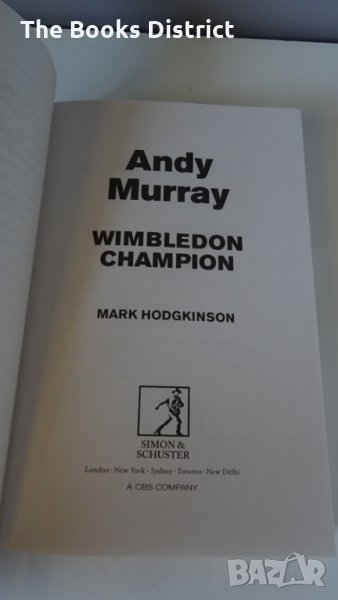 The Books District
Andy
Murray
WIMBLEDON
CHAMPION
MARK HODGKINSON
SIMON &
SCHUSTER
London · New York · Sydney · Toronto · New Delhi
A CBS COMPANY
BAZAR